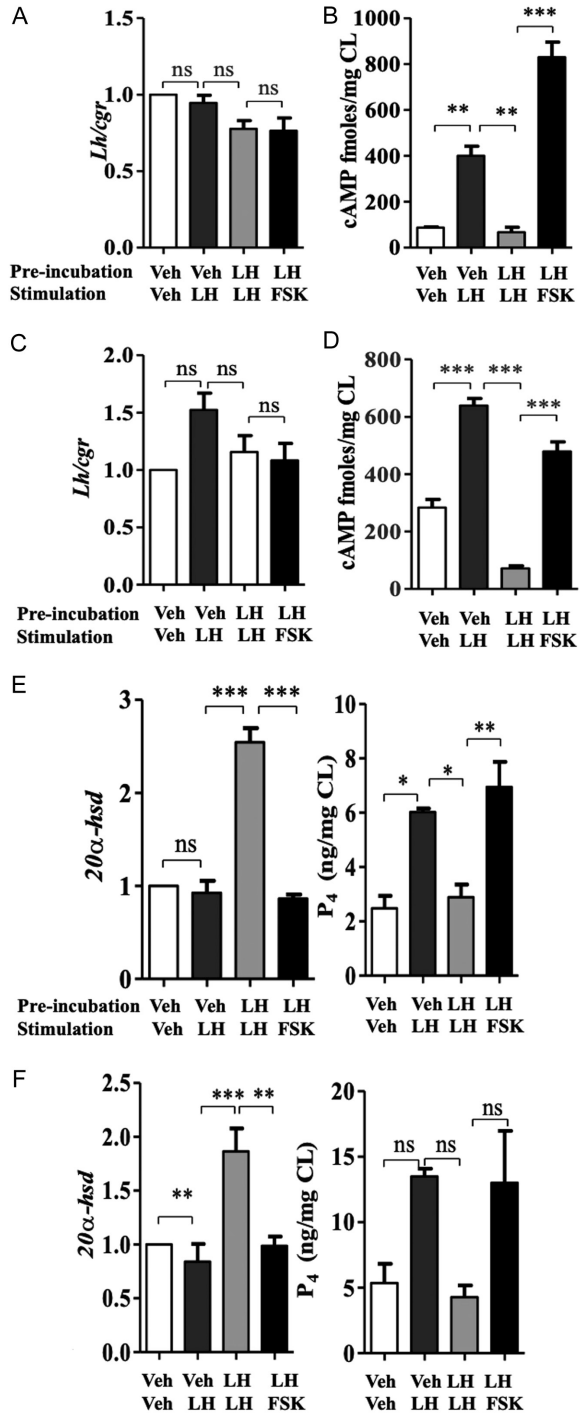 A
Lh/cgr
1.5
1.0
0.5
0.0
ns
ns
ns
Pre-incubation Veh Veh LH LH
Stimulation Veh LH LH FSK
B
cAMP fmoles/mg CL
1000
800
600
400
200
0
**
**
***
Veh Veh LH LH
Veh LH LH FSK
C
Lh/cgr
2.0
1.5
1.0
0.5
0.0
ns
ns
ns
Pre-incubation Veh Veh LH LH
Stimulation Veh LH LH FSK
D
cAMP fmoles/mg CL
800
600
400
200
0
***
***
***
Veh Veh LH LH
Veh LH LH FSK
E
20α-hsd
3
2
1
0
ns
***
***
Pre-incubation Veh Veh LH LH
Stimulation Veh LH LH FSK
P4 (ng/mg CL)
10
8
6
4
2
0
*
*
**
Veh Veh LH LH
Veh LH LH FSK
F
20α-hsd
2.5
2.0
1.5
1.0
0.5
0.0
**
***
**
Veh Veh LH LH
Veh LH LH FSK
P4 (ng/mg CL)
20
15
10
5
0
ns
ns
ns
Veh Veh LH LH
Veh LH LH FSK